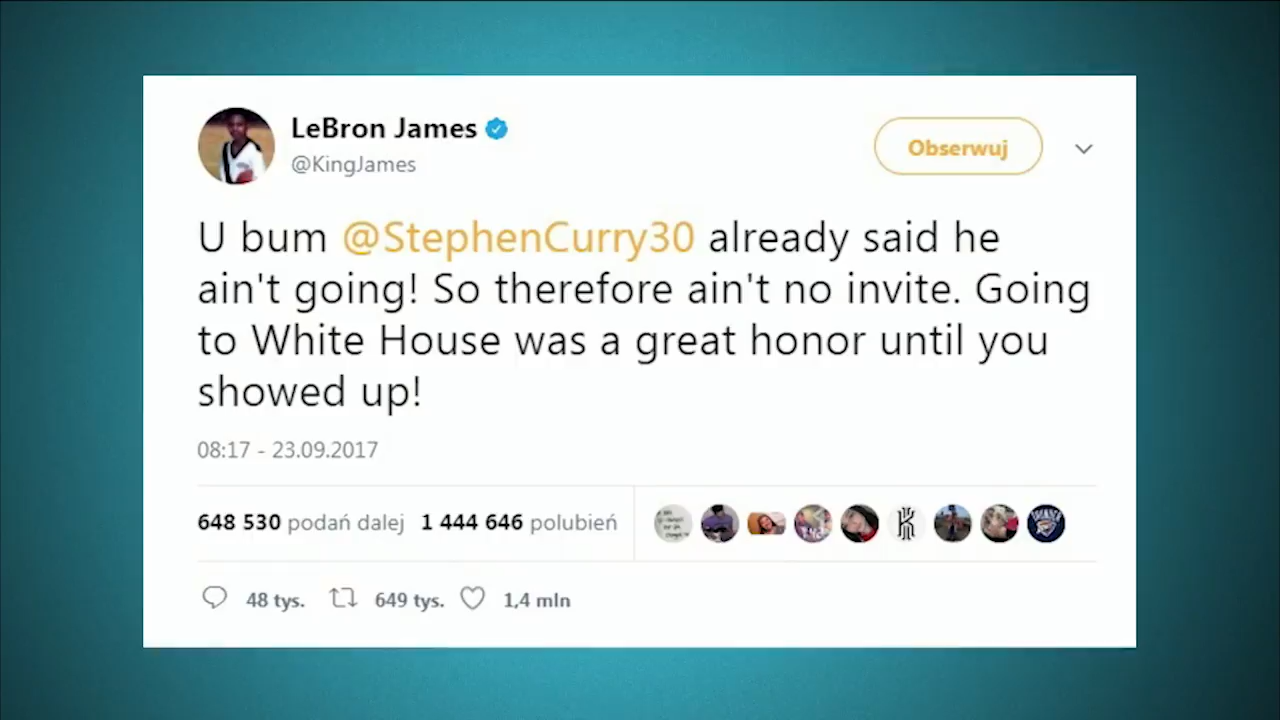 LeBron James
@KingJames
Obserwuj
U bum @StephenCurry30 already said he
ain't going! So therefore ain't no invite. Going
to White House was a great honor until you
showed up!
08:17 - 23.09.2017
648 530 podań dalej 1 444 646 polubień
48 tys. 649 tys. 1,4 mln